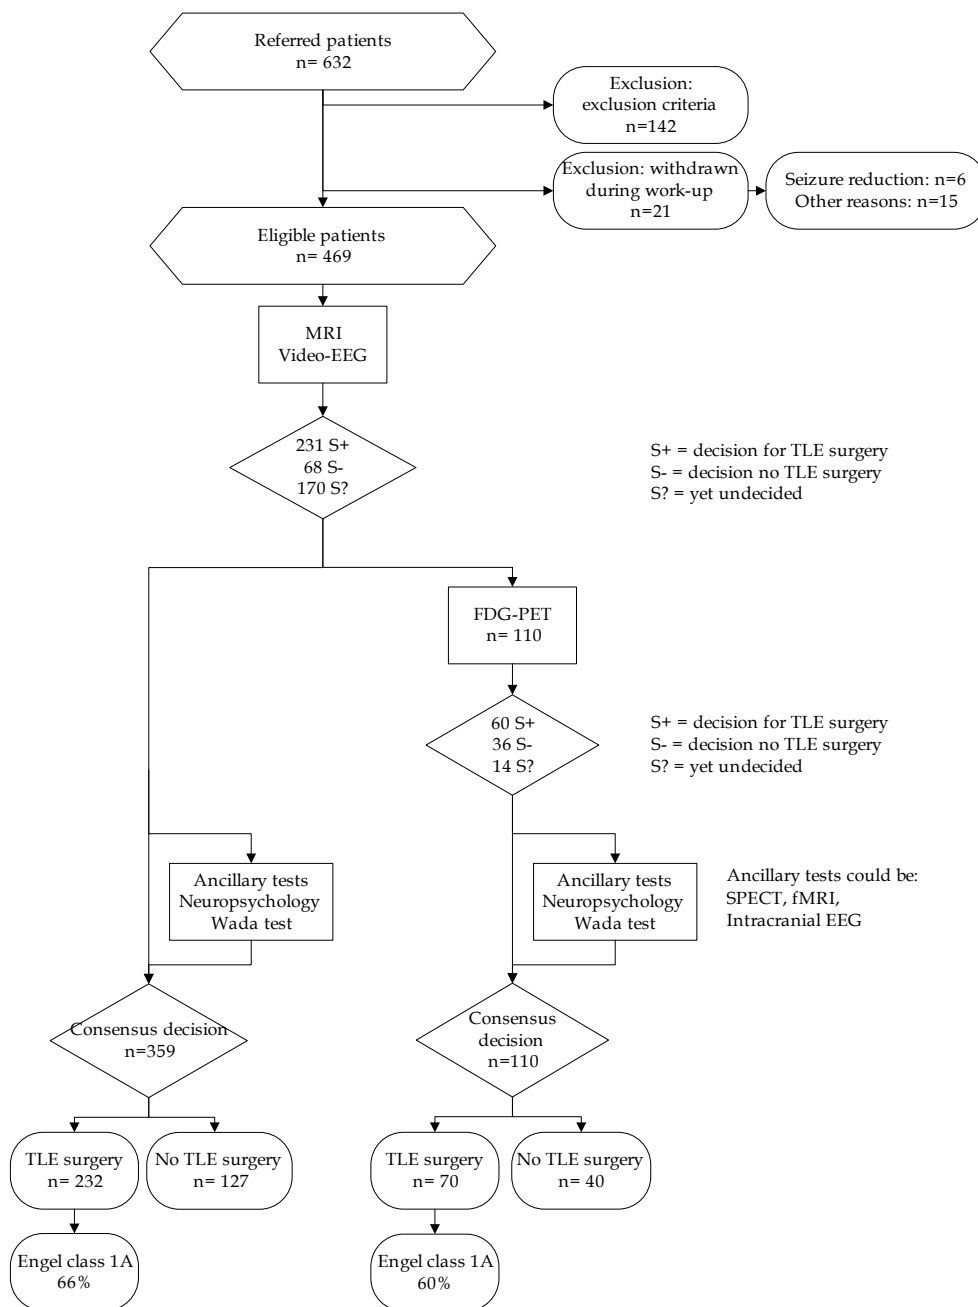 Referred patients
n= 632
Exclusion:
exclusion criteria
n=142
Exclusion: withdrawn
during work-up
n=21
Seizure reduction: n=6
Other reasons: n=15
Eligible patients
n= 469
MRI
Video-EEG
231 S+
68 S-
170 S?
S+ = decision for TLE surgery
S- = decision no TLE surgery
S? = yet undecided
FDG-PET
n= 110
60 S+
36 S-
14 S?
S+ = decision for TLE surgery
S- = decision no TLE surgery
S? = yet undecided
Ancillary tests
Neuropsychology
Wada test
Ancillary tests
Neuropsychology
Wada test
Ancillary tests could be:
SPECT, fMRI,
Intracranial EEG
Consensus decision
n=359
Consensus
decision
n=110
TLE surgery
n= 232
No TLE surgery
n= 127
TLE surgery
n= 70
No TLE surgery
n= 40
Engel class 1A
66%
Engel class 1A
60%